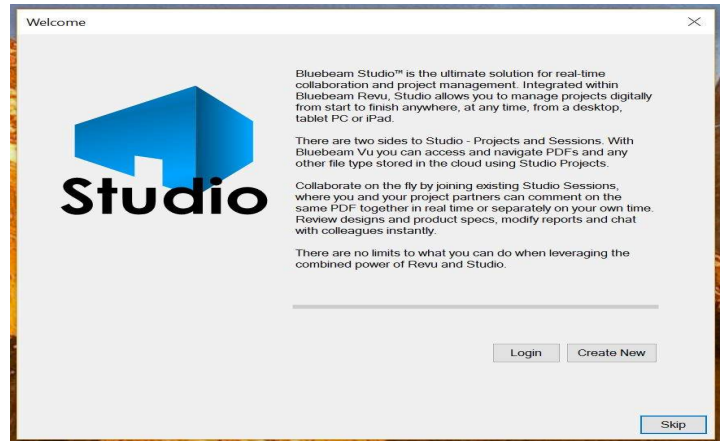 Welcome
Bluebeam Studio™ is the ultimate solution for real-time
collaboration and project management. Integrated within
Bluebeam Revu, Studio allows you to manage projects digitally
from start to finish anywhere, at any time, from a desktop,
tablet PC or iPad.
There are two sides to Studio - Projects and Sessions. With
Bluebeam Vu you can access and navigate PDFs and any
other file type stored in the cloud using Studio Projects.
Studio
Collaborate on the fly by joining existing Studio Sessions,
where you and your project partners can comment on the
same PDF together in real time or separately on your own time.
Review designs and product specs, modify reports and chat
with colleagues instantly.
There are no limits to what you can do when leveraging the
combined power of Revu and Studio.
Login
Create New
Skip